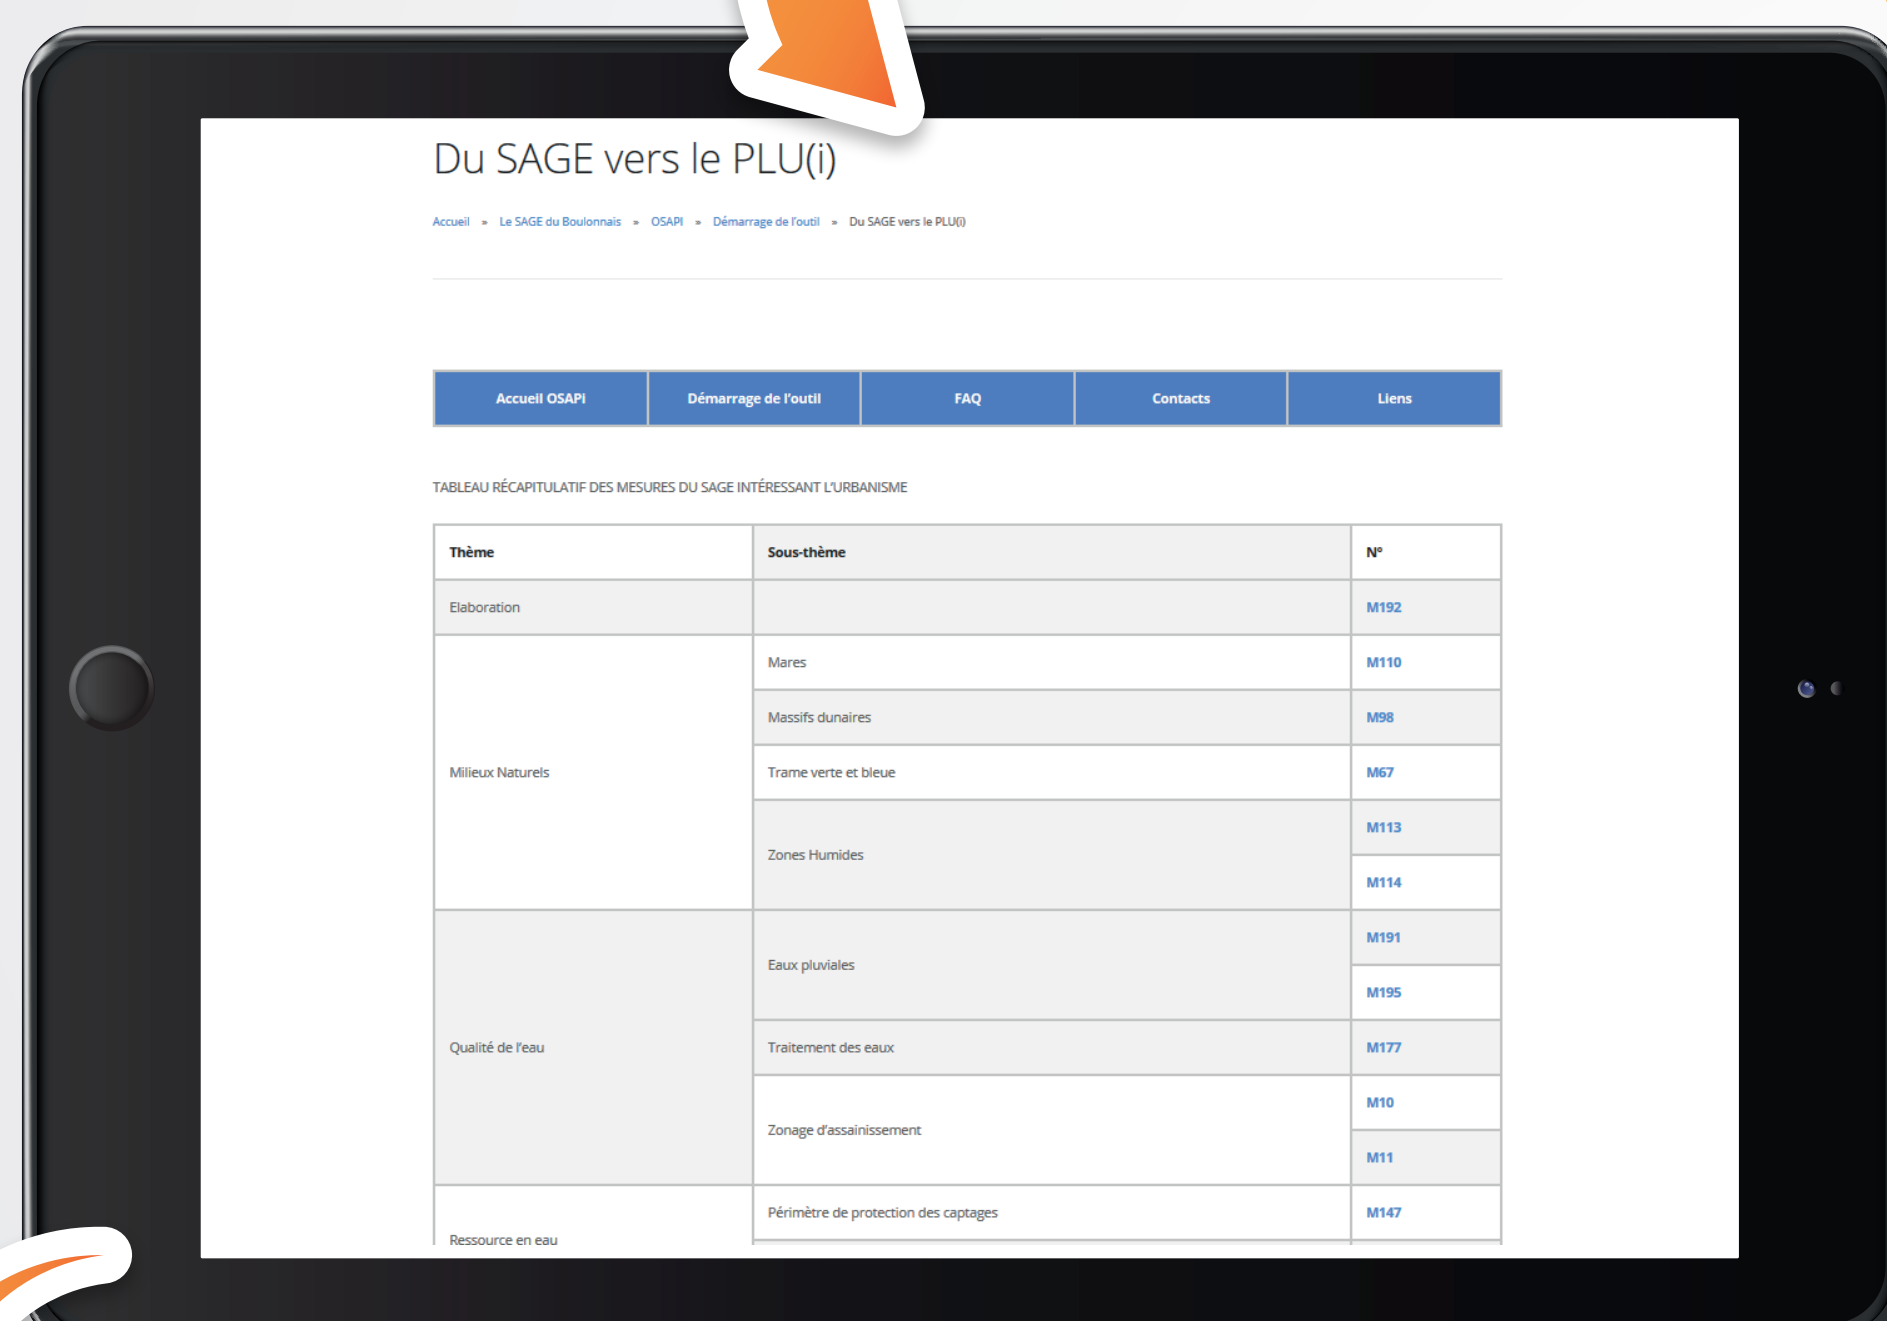 Du SAGE vers le PLU(i)
Accueil » Le SAGE du Boulonnais » OSAPI » Démarrage de l'outil » Du SAGE vers le PLU(i)
Accueil OSAPI Démarrage de l'outil FAQ Contacts Liens
TABLEAU RÉCAPITULATIF DES MESURES DU SAGE INTÉRESSANT L'URBANISME
Thème Sous-thème N°
Elaboration M192
Mares M110
Massifs dunaires M98
Milieux Naturels Trame verte et bleue M67
M113
Zones Humides
M114
M191
Eaux pluviales
M195
Qualité de l'eau Traitement des eaux M177
M10
Zonage d'assainissement
M11
Périmètre de protection des captages M147
Ressource en eau